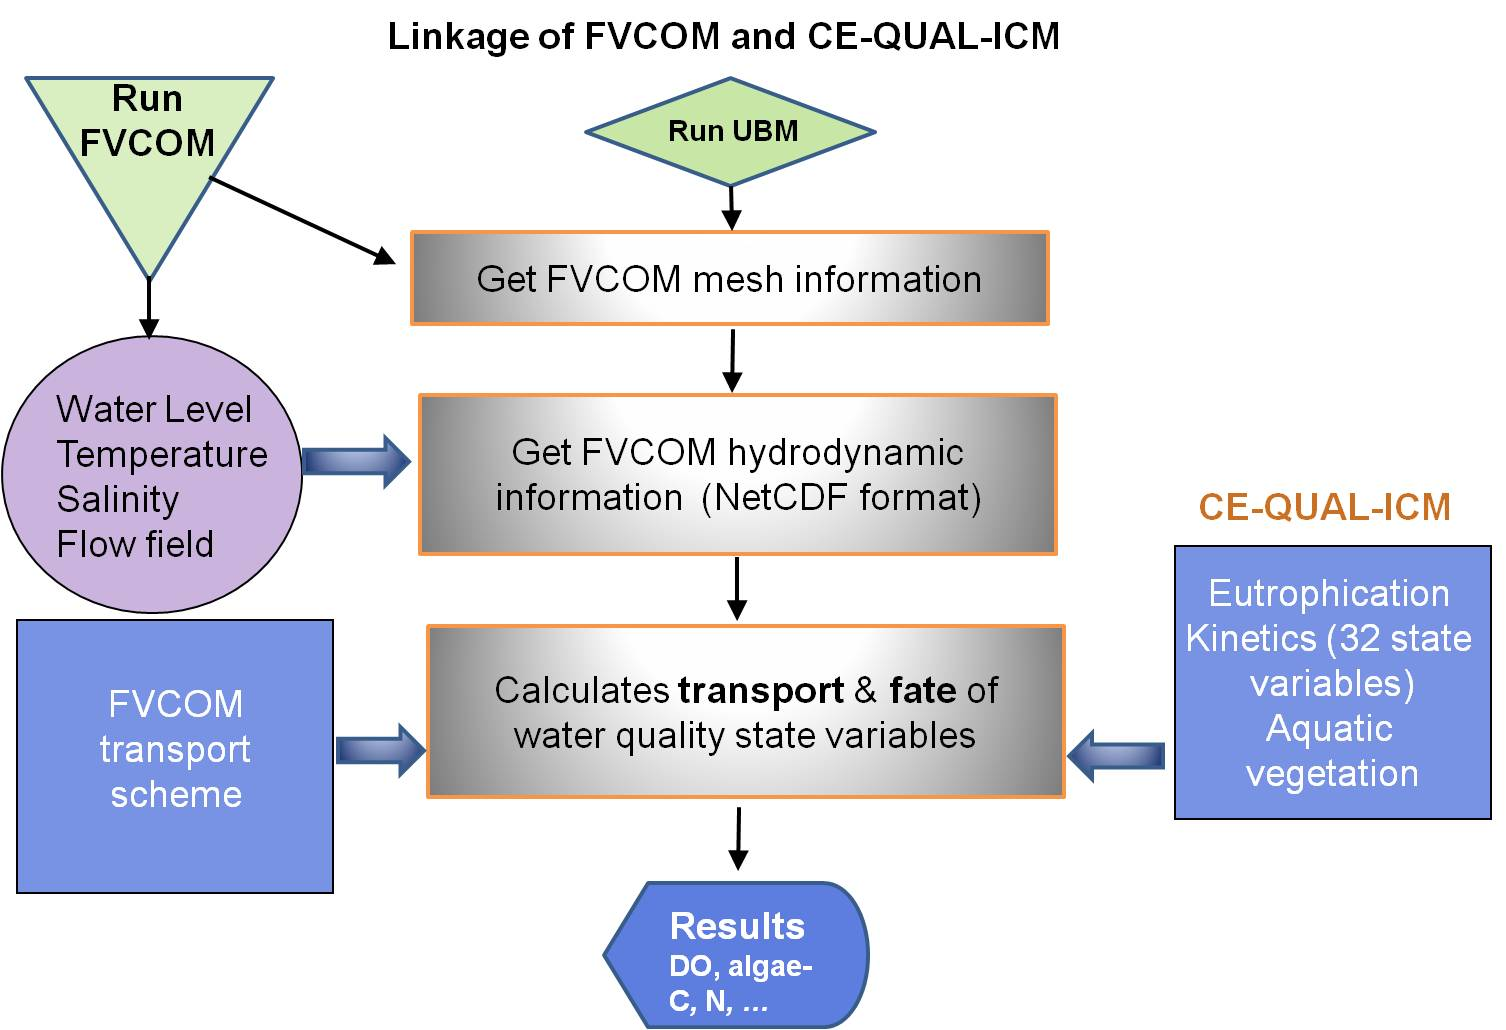 Linkage of FVCOM and CE-QUAL-ICM
Run
FVCOM
Run UBM
Get FVCOM mesh information
Water Level
Temperature
Salinity
Flow field
Get FVCOM hydrodynamic
information (NetCDF format)
CE-QUAL-ICM
Eutrophication
Kinetics (32 state
variables)
Aquatic
vegetation
FVCOM
transport
scheme
Calculates transport & fate of
water quality state variables
Results
DO, algae-
C, N, ...